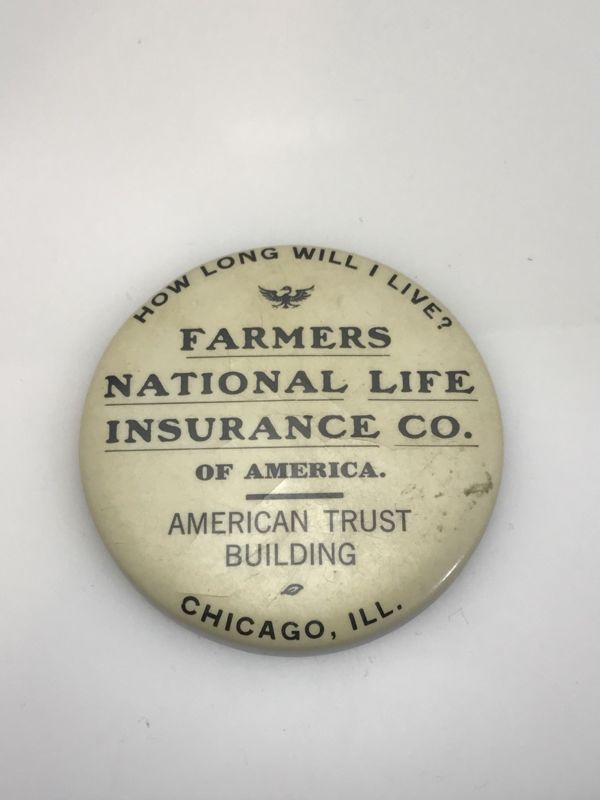 HOW LONG WILL I LIVE?
FARMERS
NATIONAL LIFE
INSURANCE CO.
OF AMERICA.
AMERICAN TRUST
BUILDING
CHICAGO, ILL.